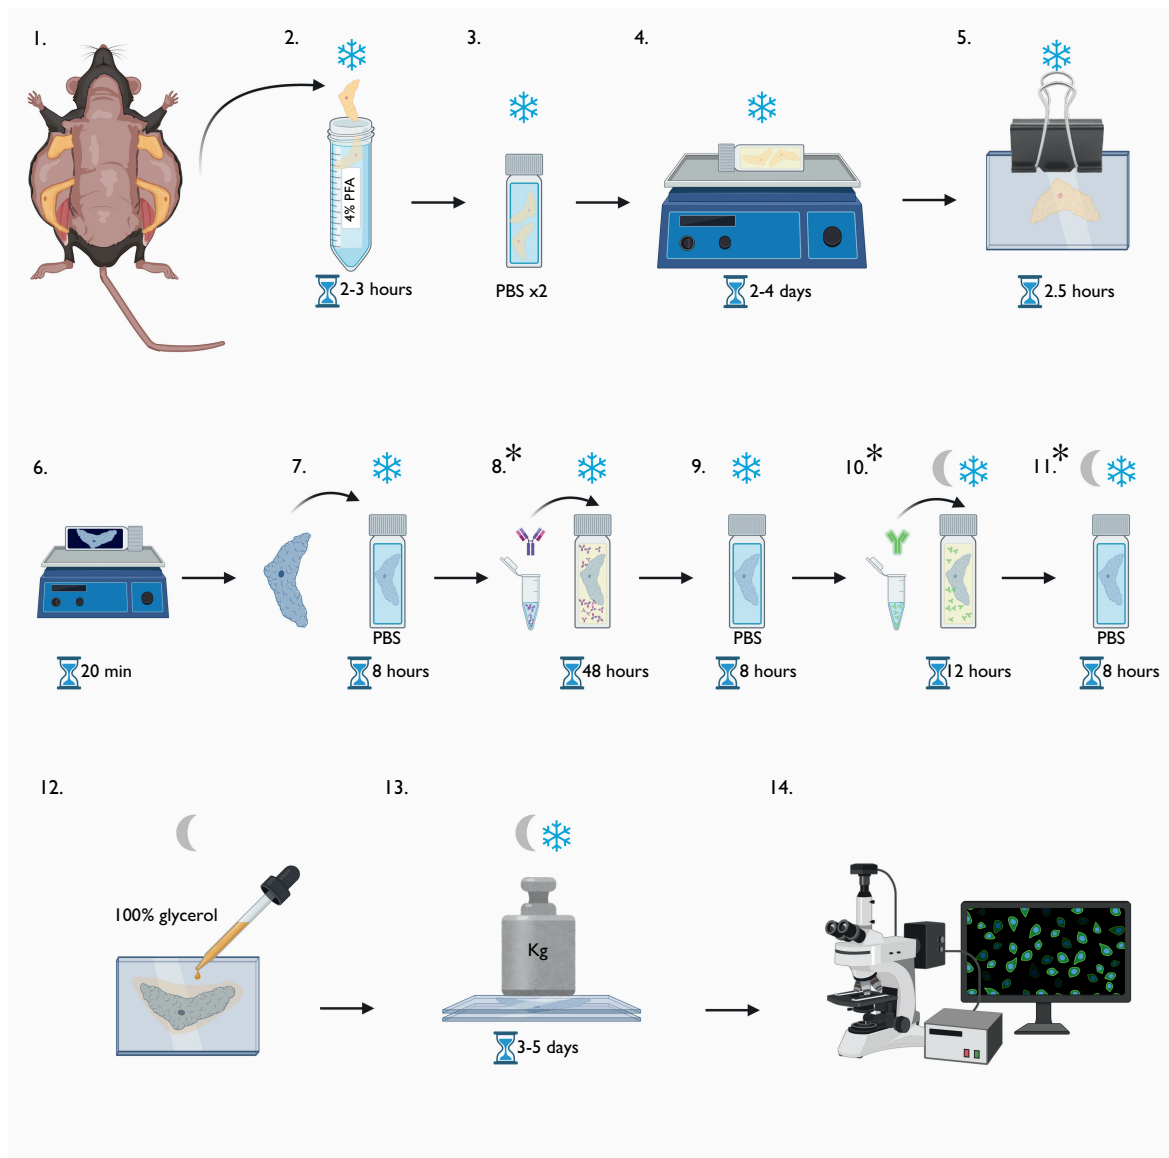 1.
2.
3.
4.
5.
4% PFA
2-3 hours
PBS x2
2-4 days
2.5 hours
6.
7.
8.*
9.
10.*
11.*
PBS
PBS
PBS
20 min
8 hours
48 hours
8 hours
12 hours
8 hours
12.
13.
14.
100% glycerol
Kg
3-5 days